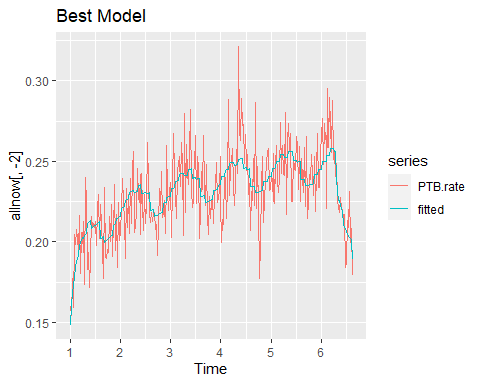 Best Model
allnow[, -2]
0.30
0.25
0.20
0.15
1 2 3 4 5 6
Time
series
PTB.rate
fitted